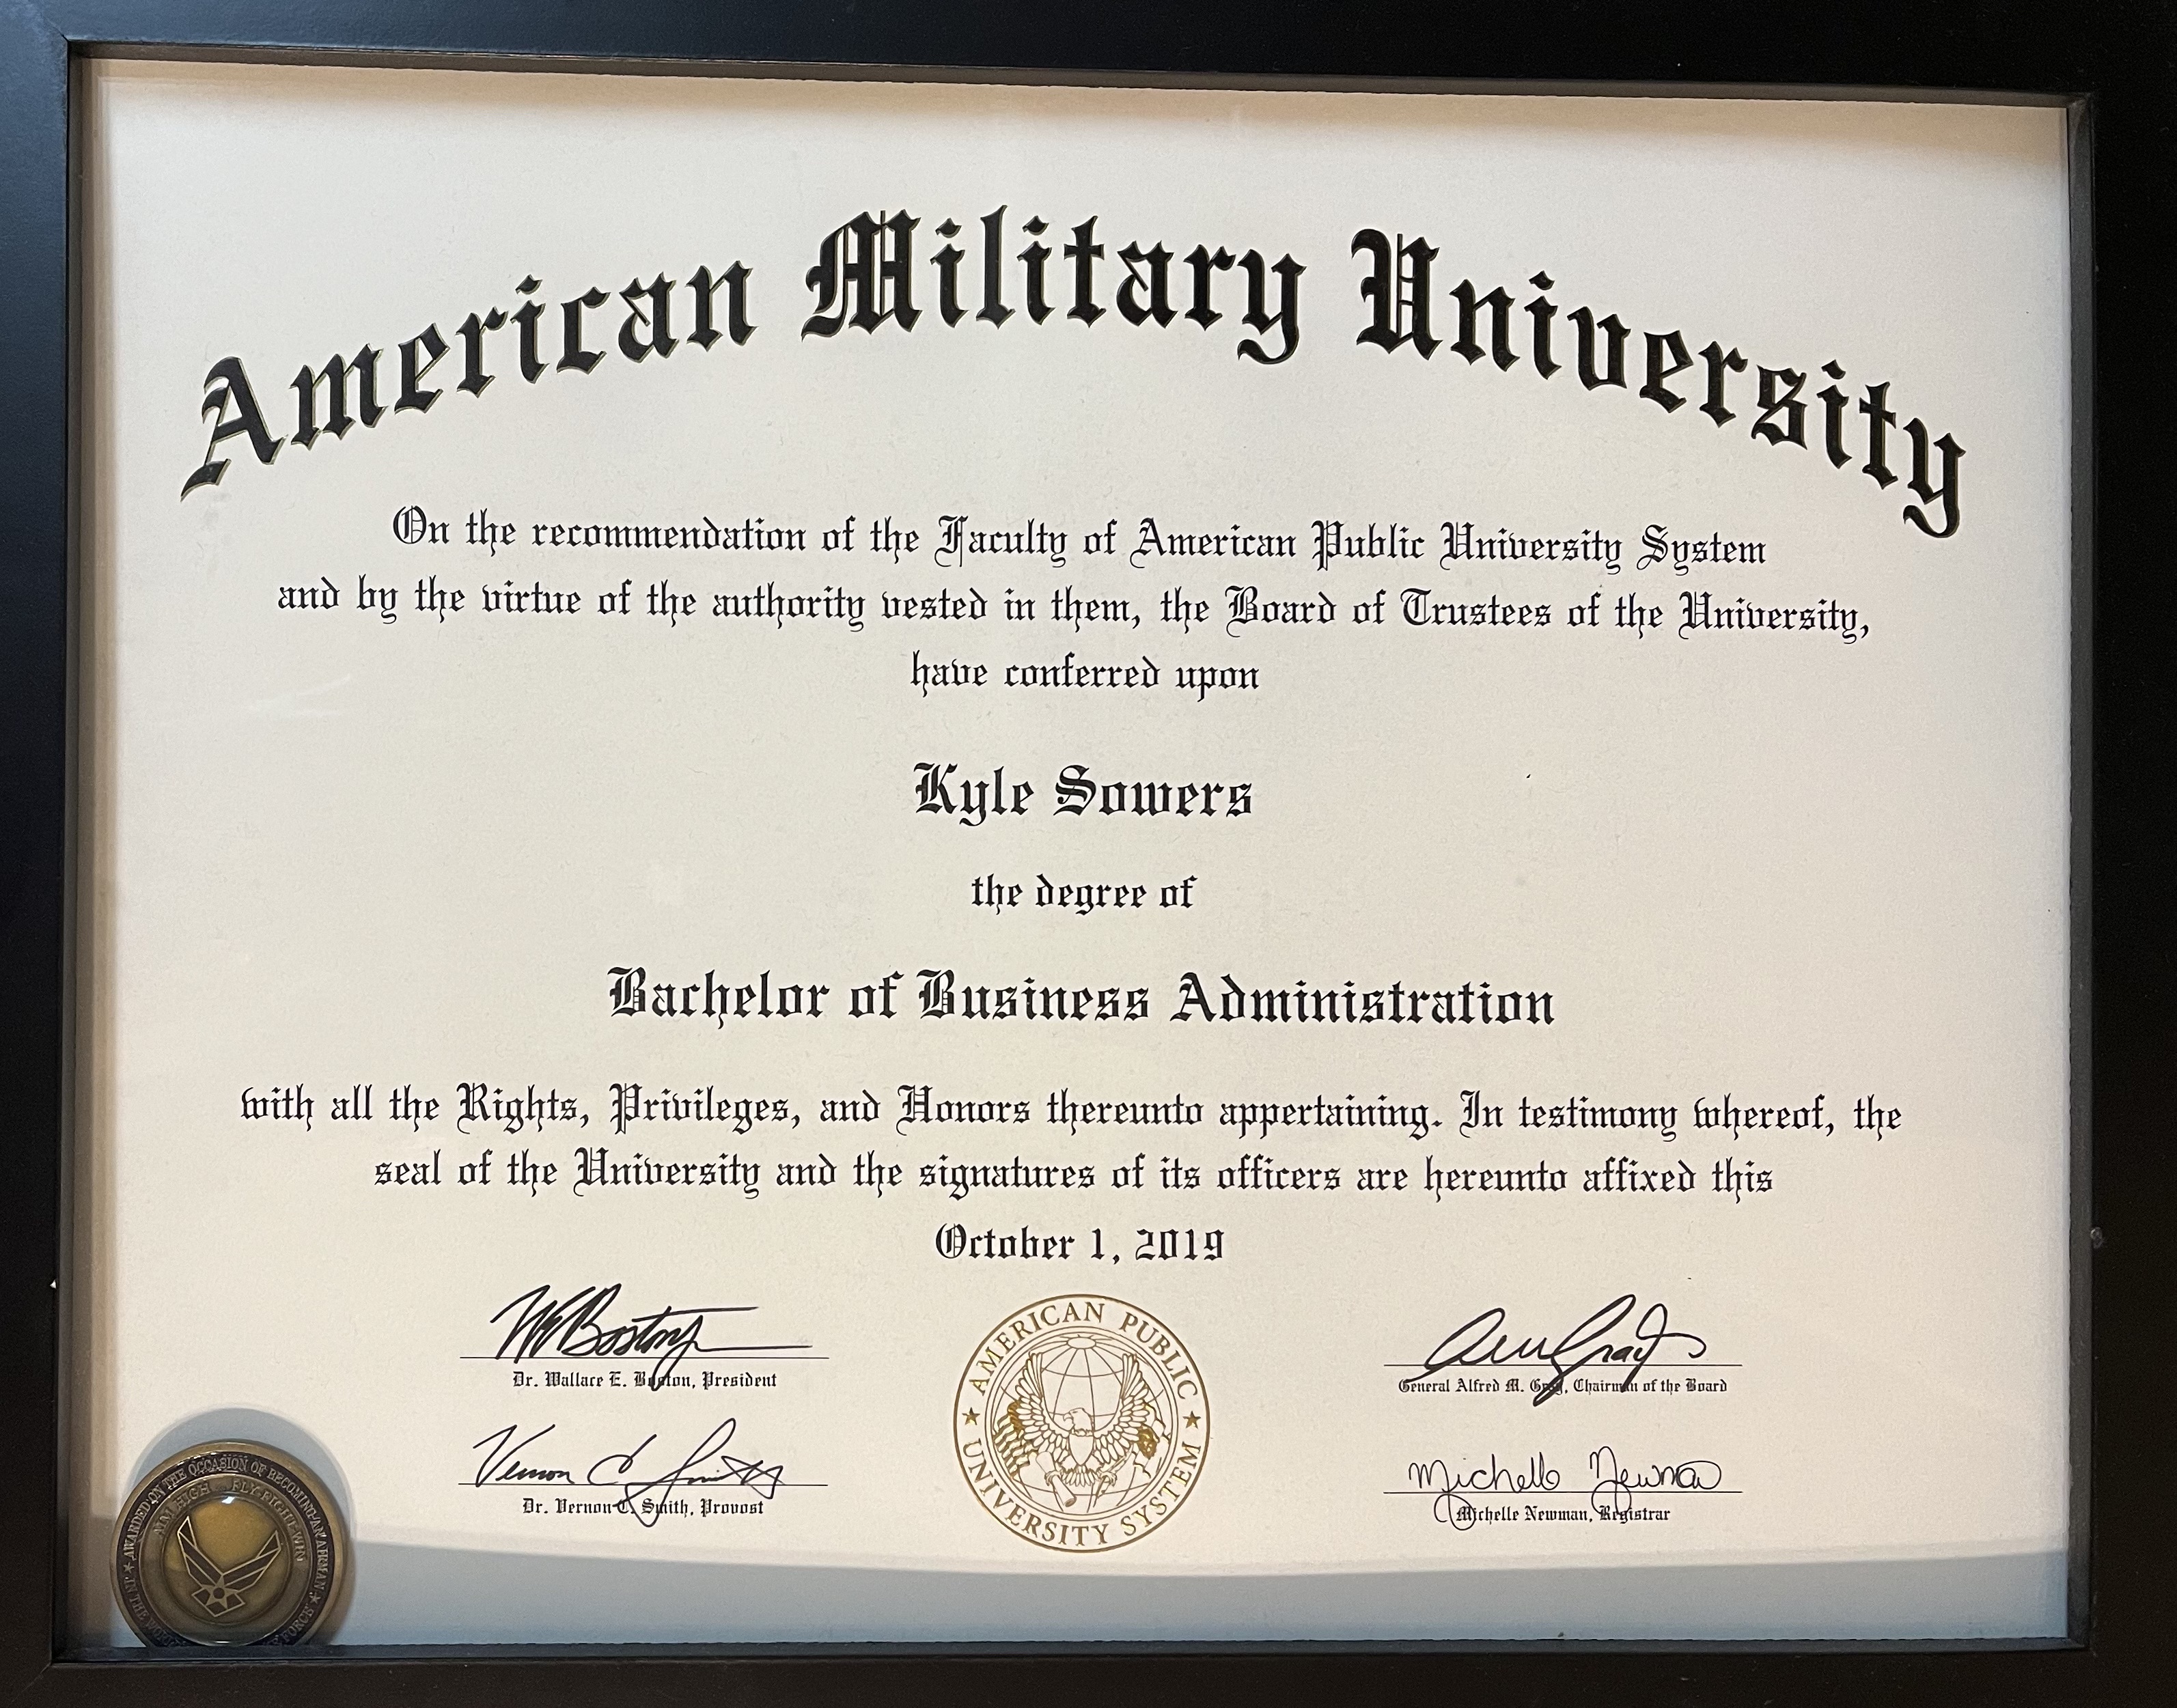 American Military University
On the recommendation of the Faculty of American Public University System
and by the virtue of the authority vested in them, the Board of Trustees of the University,
have conferred upon
Kyle Sowers
the degree of
Bachelor of Business Administration
with all the Rights, Privileges, and Honors thereunto appertaining. In testimony whereof, the
seal of the University and the signatures of its officers are hereunto affixed this
October 1, 2019
W E Boston
Dr. Wallace E. Boston, President
Vernon C Smith
Dr. Vernon C. Smith, Provost
AMERICAN PUBLIC
UNIVERSITY SYSTEM
General Alfred M. Gray, Chairman of the Board
Michelle Newman
Michelle Newman, Registrar
AWARDED ON THE OCCASION OF BECOMING AN AIRMAN
IN THE
FORCE
AIM HIGH FLY-FIGHT-WIN